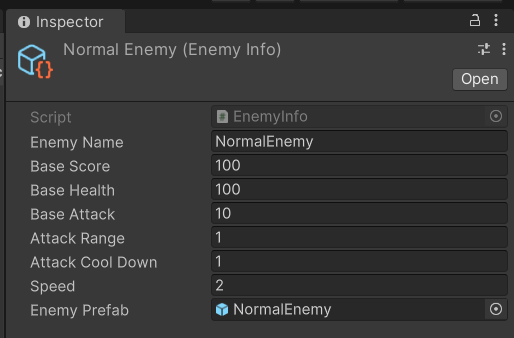 Inspector
Normal Enemy (Enemy Info)
Open
Script EnemyInfo
Enemy Name NormalEnemy
Base Score 100
Base Health 100
Base Attack 10
Attack Range 1
Attack Cool Down 1
Speed 2
Enemy Prefab NormalEnemy